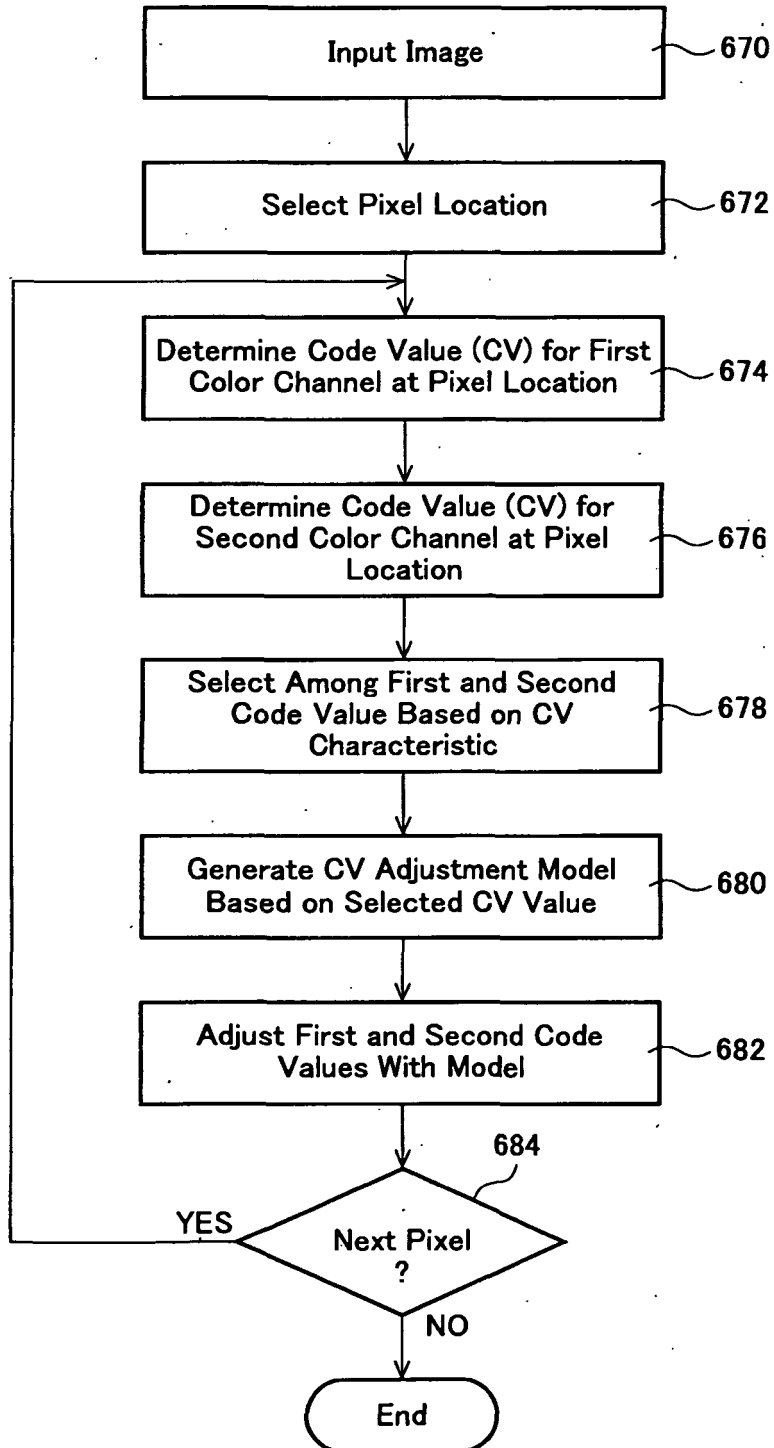 Input Image
670
Select Pixel Location
672
Determine Code Value (CV) for First
Color Channel at Pixel Location
674
Determine Code Value (CV) for
Second Color Channel at Pixel
Location
676
Select Among First and Second
Code Value Based on CV
Characteristic
678
Generate CV Adjustment Model
Based on Selected CV Value
680
Adjust First and Second Code
Values With Model
682
684
YES
Next Pixel
?
NO
End